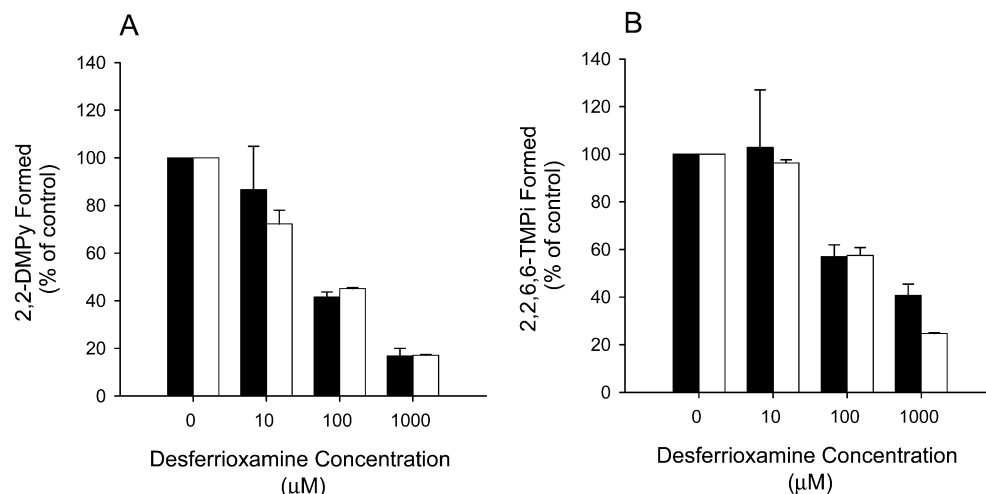 A
140
120
100
80
60
40
20
0
2,2-DMPy Formed
(% of control)
0 10 100 1000
Desferrioxamine Concentration
(μM)
B
140
120
100
80
60
40
20
0
2,2,6,6-TMPi Formed
(% of control)
0 10 100 1000
Desferrioxamine Concentration
(μM)